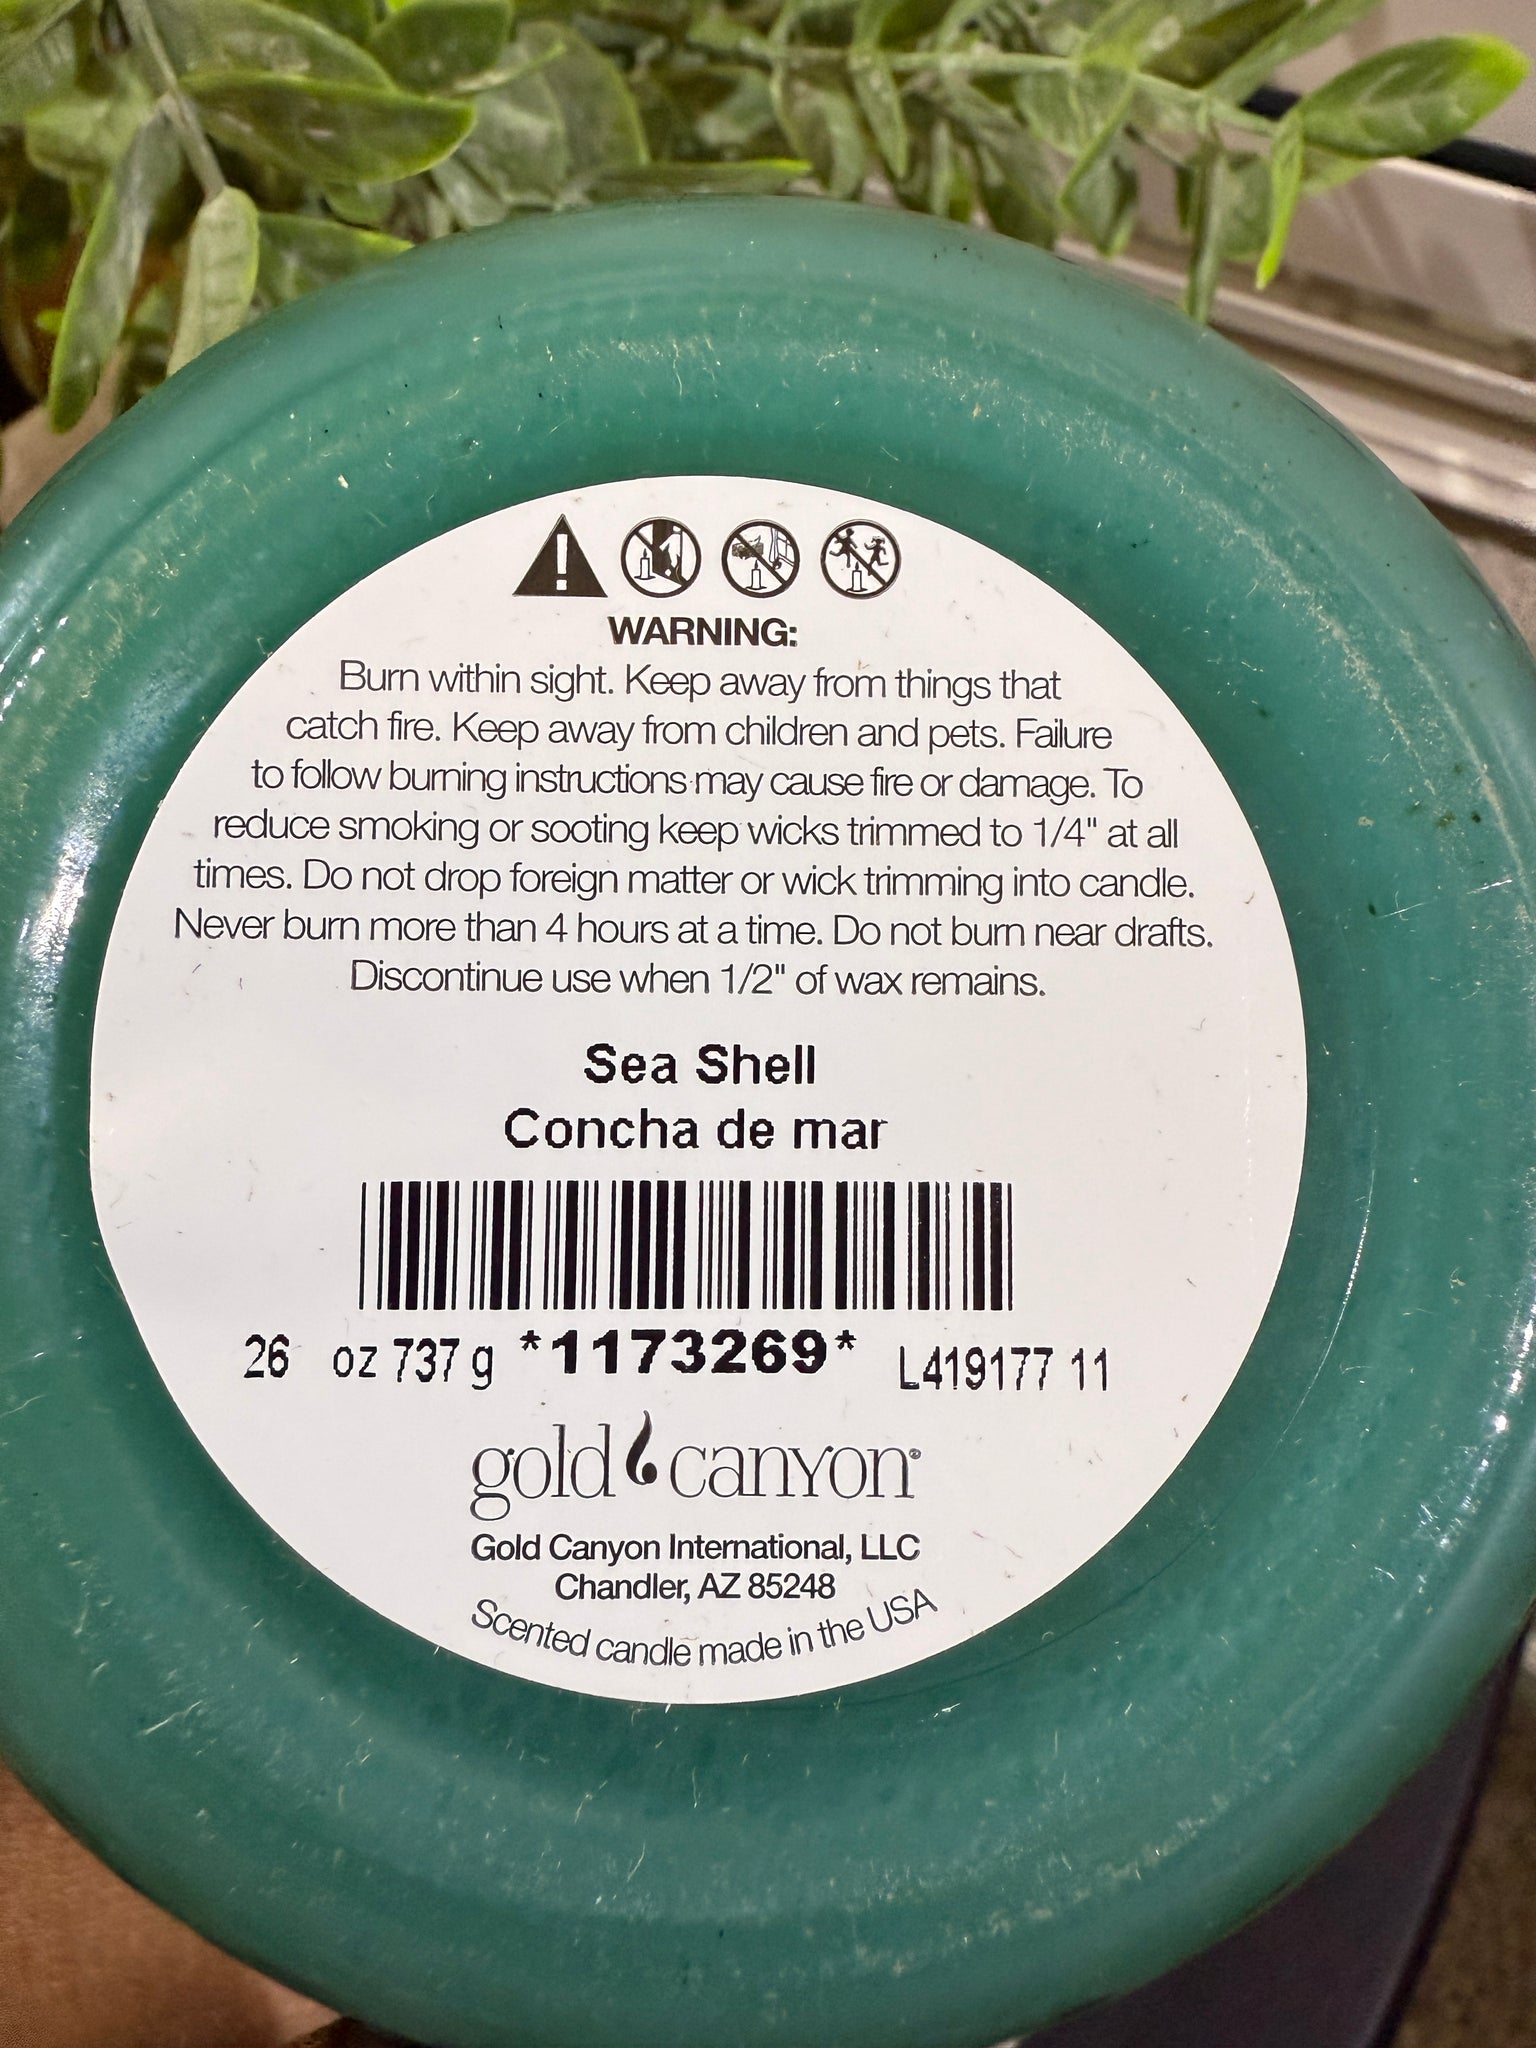 WARNING:
Burn within sight. Keep away from things that
catch fire. Keep away from children and pets. Failure
to follow burning instructions may cause fire or damage. To
reduce smoking or sooting keep wicks trimmed to 1/4" at all
times. Do not drop foreign matter or wick trimming into candle.
Never burn more than 4 hours at a time. Do not burn near drafts.
Discontinue use when 1/2" of wax remains.
Sea Shell
Concha de mar
26 oz 737 g *1173269* L419177 11
gold canyon®
Gold Canyon International, LLC
Chandler, AZ 85248
Scented candle made in the USA